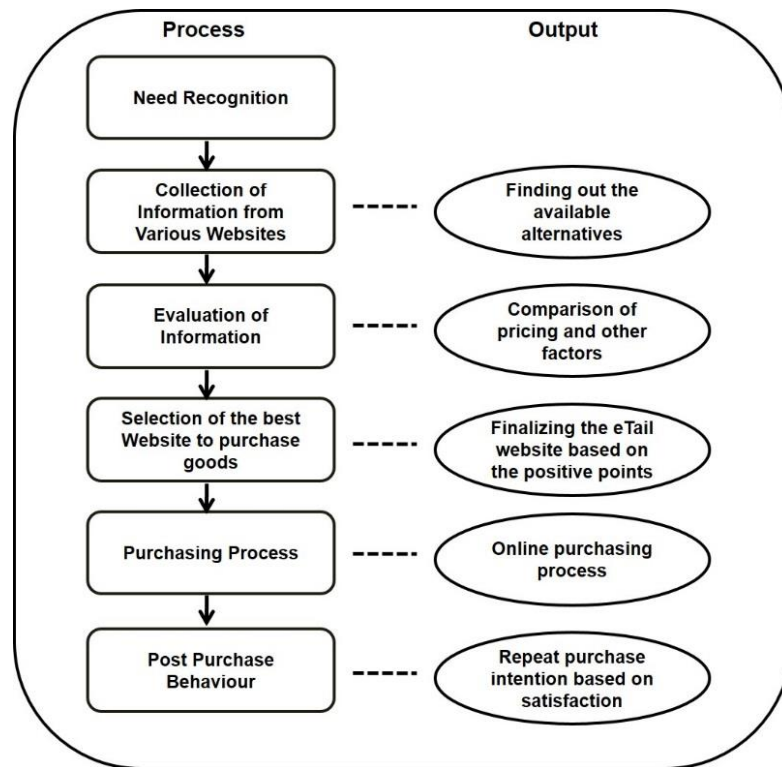 Process
Output
Need Recognition
Collection of
Information from
Various Websites
Finding out the
available
alternatives
Evaluation of
Information
Comparison of
pricing and other
factors
Selection of the best
Website to purchase
goods
Finalizing the eTail
website based on
the positive points
Purchasing Process
Online purchasing
process
Post Purchase
Behaviour
Repeat purchase
intention based on
satisfaction